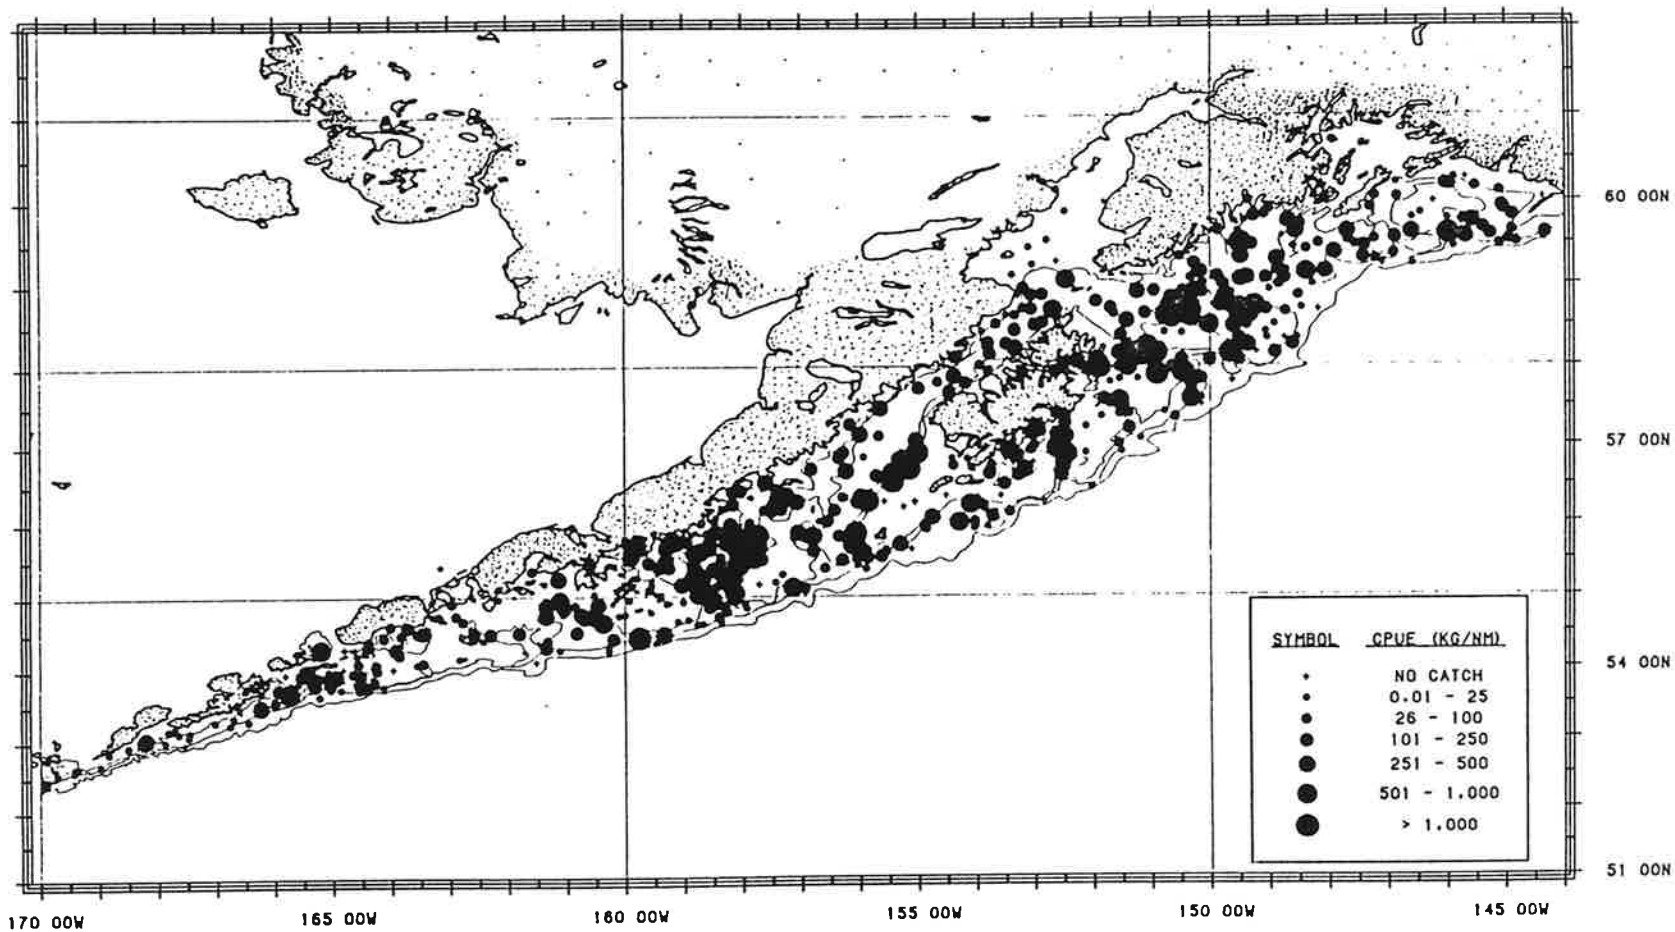 60 00N
57 00N
SYMBOL CPUE (KG/NM)
NO CATCH
0.01 - 25
26 - 100
101 - 250
251 - 500
501 - 1.000
> 1.000
54 00N
51 00N
170 00W 165 00W 160 00W 155 00W 150 00W 145 00W